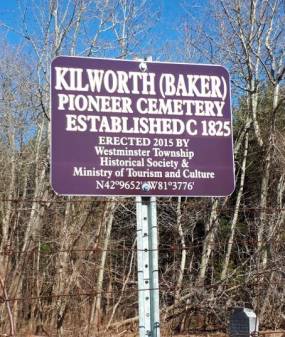 KILWORTH (BAKER)
PIONEER CEMETERY
ESTABLISHED C 1825
ERECTED 2015 BY
Westminster Township
Historical Society &
Ministry of Tourism and Culture
N42°9652' W81°3776'